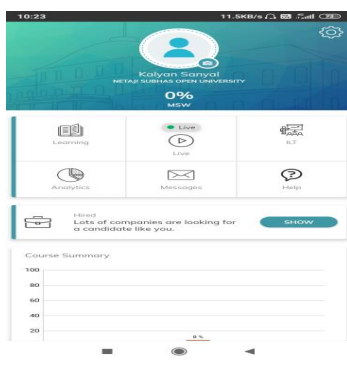 10:23 11.5KB/s
Kalyan Sanyal
NETAJI SUBHAS OPEN UNIVERSITY
0%
MSW
Learning
Live
Live
ILT
Analytics
Messages
Help
Hired
Lots of companies are looking for
a candidate like you.
SHOW
Course Summary
100
80
60
40
20